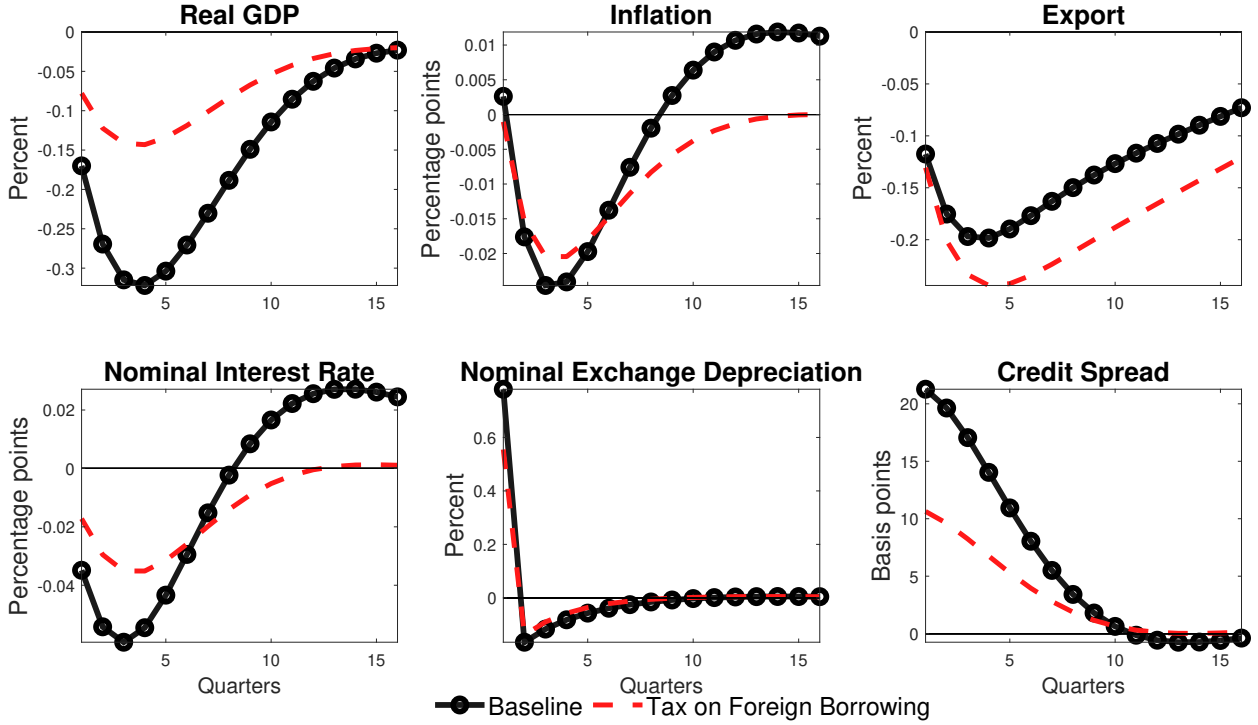 Real GDP
Percent
0
-0.05
-0.1
-0.15
-0.2
-0.25
-0.3
5
10
15
Inflation
Percentage points
0.01
0.005
0
-0.005
-0.01
-0.015
-0.02
5
10
15
Export
Percent
0
-0.05
-0.1
-0.15
-0.2
5
10
15
Nominal Interest Rate
Percentage points
0.02
0
-0.02
-0.04
5
10
15
Quarters
Nominal Exchange Depreciation
Percent
0.6
0.4
0.2
0
5
10
15
Quarters
Credit Spread
Basis points
20
15
10
5
0
5
10
15
Quarters
Baseline
Tax on Foreign Borrowing